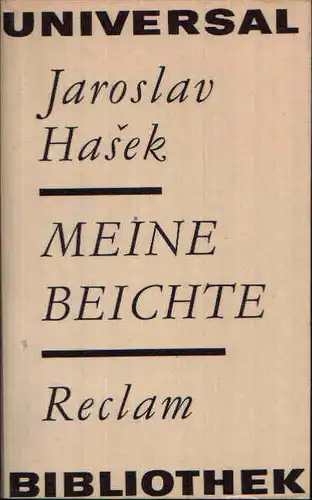 UNIVERSAL
Jaroslav
Hašek
MEINE
BEICHTE
Reclam
BIBLIOTHEK